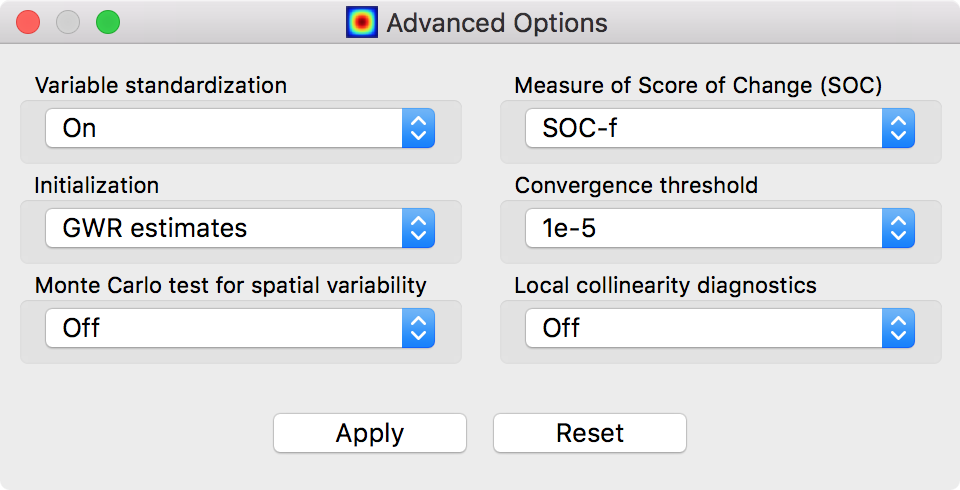 Advanced Options
Variable standardization
On
Measure of Score of Change (SOC)
SOC-f
Initialization
GWR estimates
Convergence threshold
1e-5
Monte Carlo test for spatial variability
Off
Local collinearity diagnostics
Off
Apply
Reset